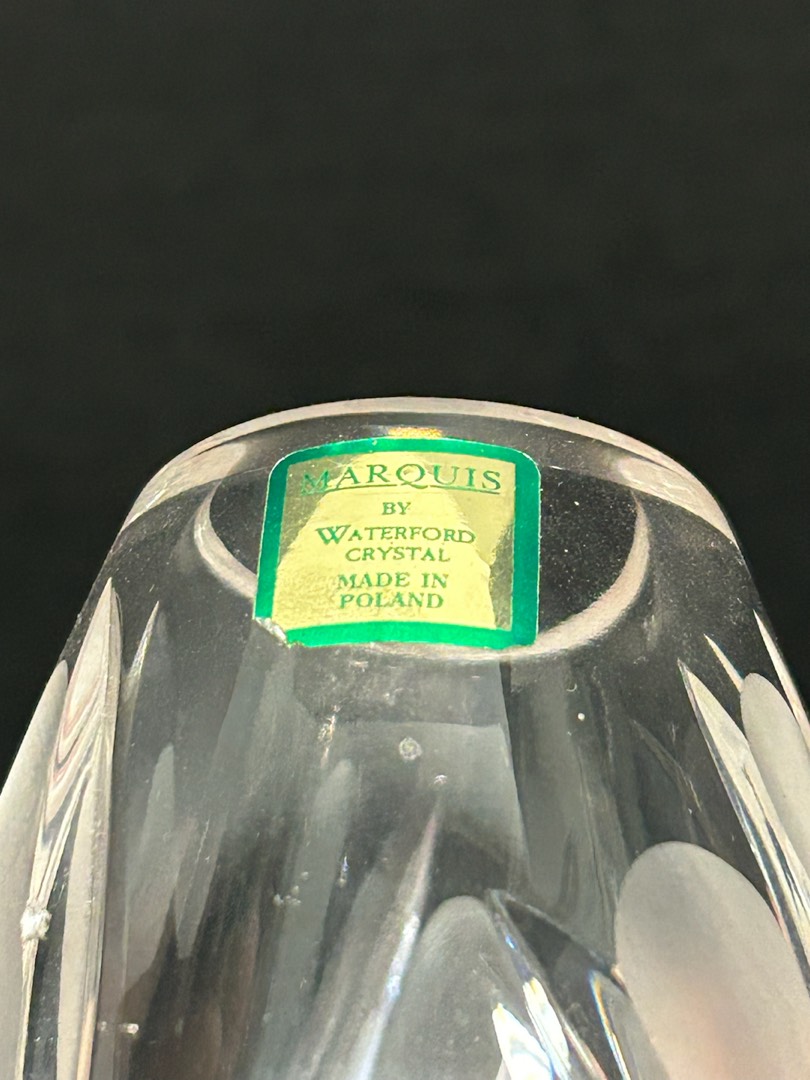 MARQUIS
BY
WATERFORD
CRYSTAL
MADE IN
POLAND